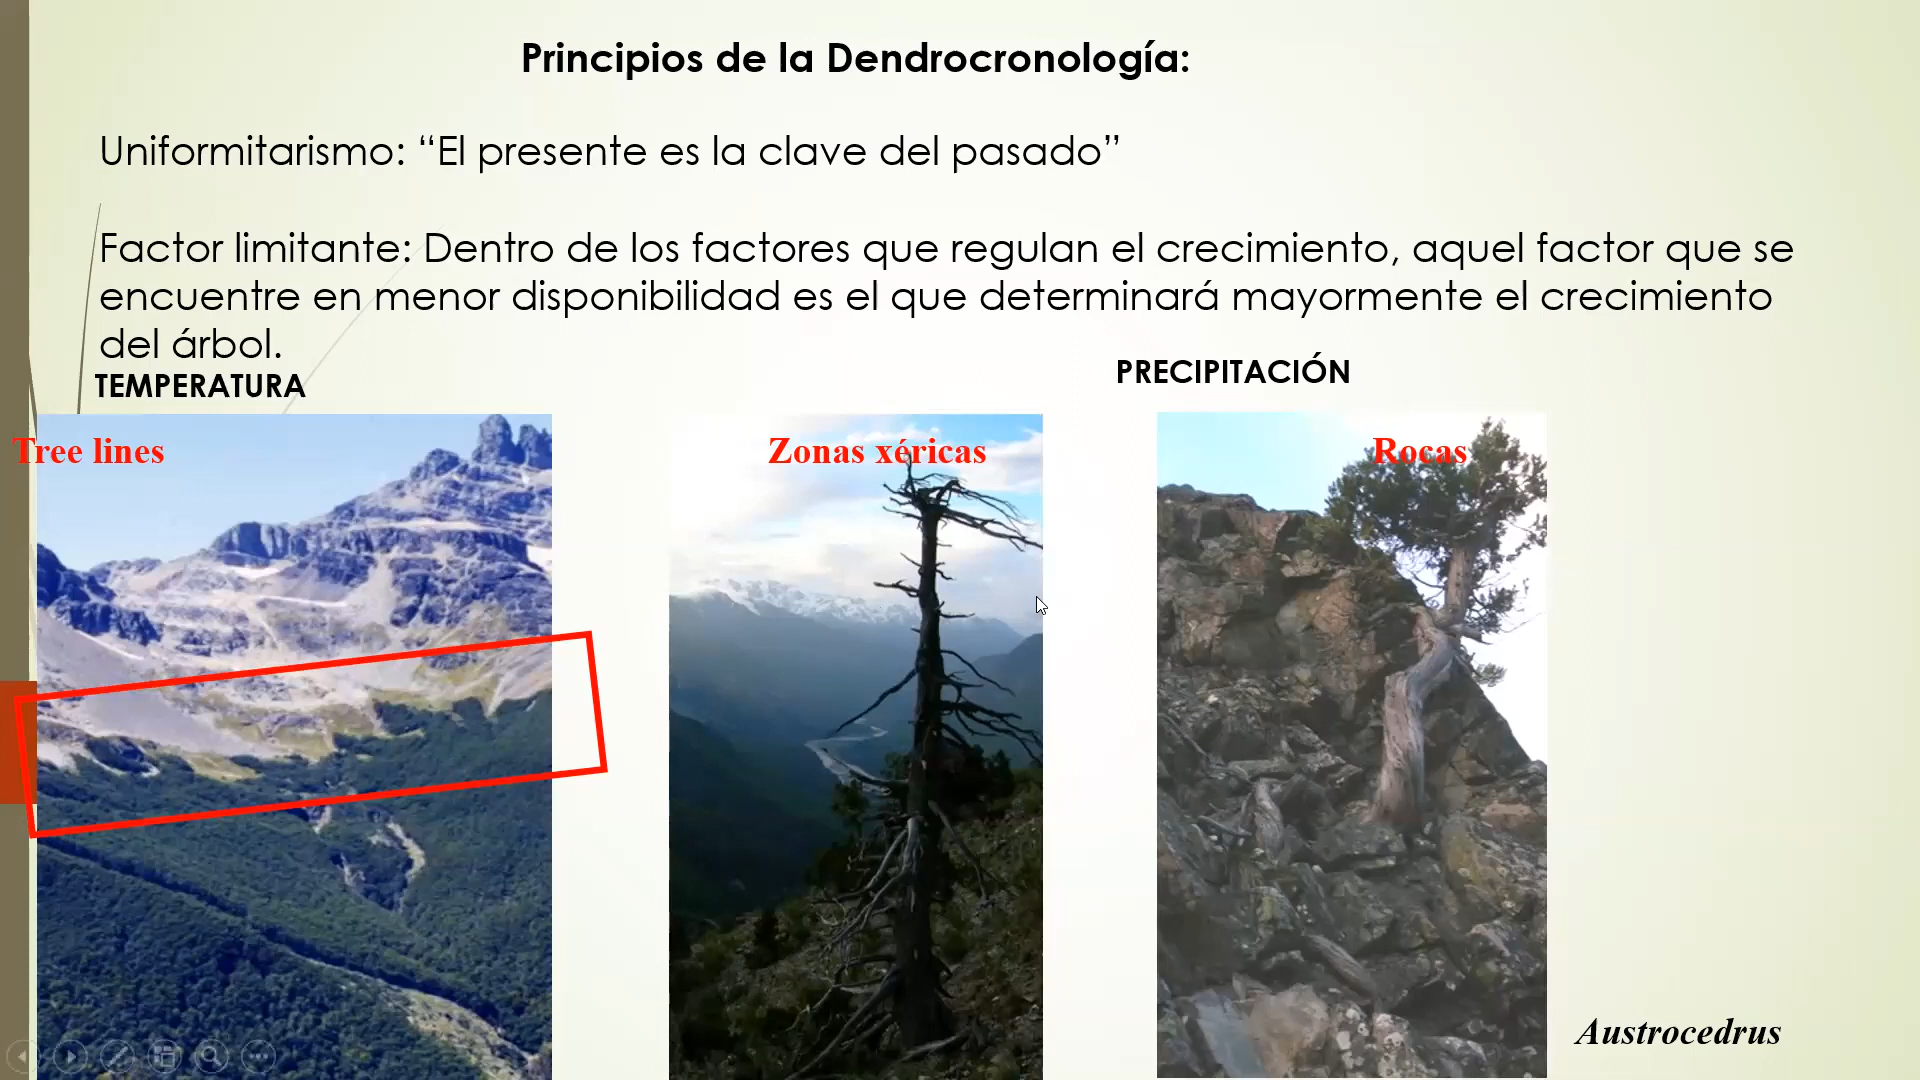 Principios de la Dendrocronología:
Uniformitarismo: “El presente es la clave del pasado”
Factor limitante: Dentro de los factores que regulan el crecimiento, aquel factor que se
encuentre en menor disponibilidad es el que determinará mayormente el crecimiento
del árbol.
TEMPERATURA
PRECIPITACIÓN
Tree lines
Zonas xéricas
Rocas
Austrocedrus